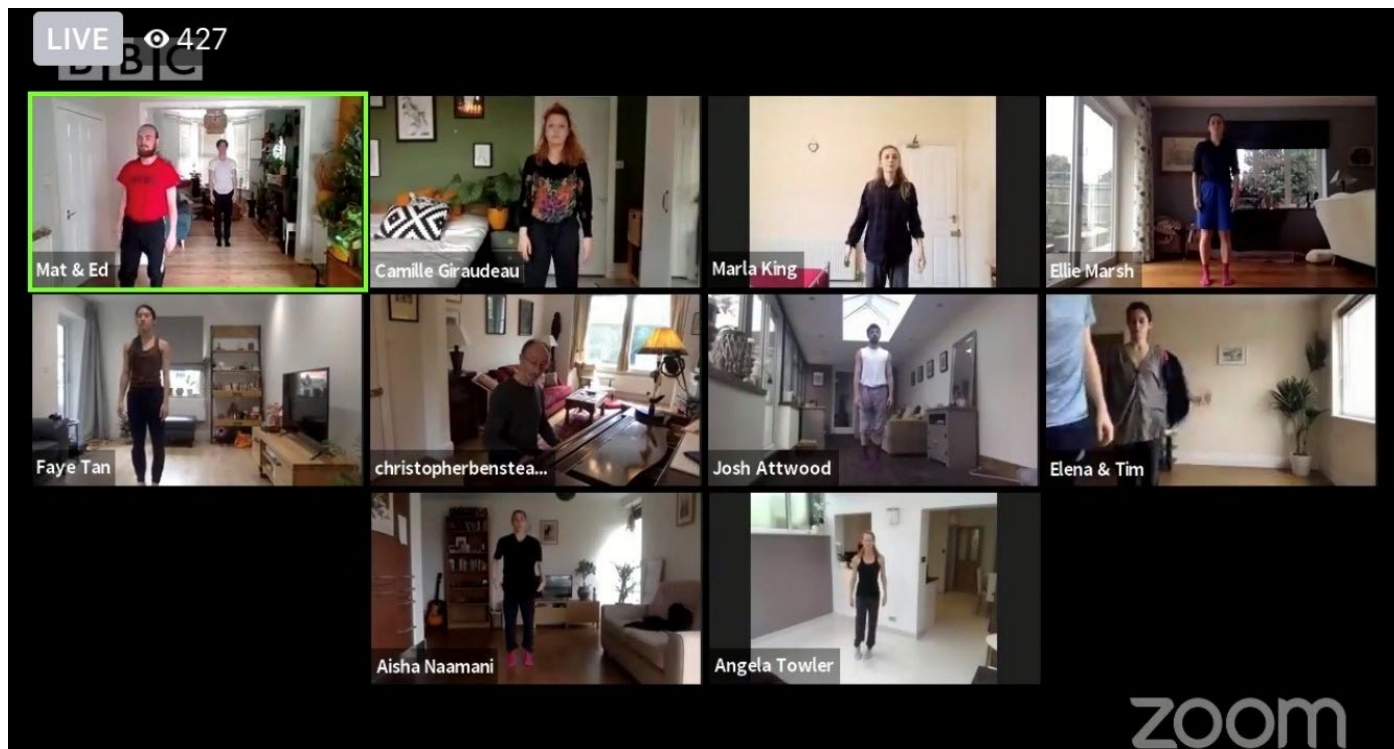 LIVE 427
BBC
Mat & Ed
Camille Giraudeau
Marla King
Ellie Marsh
Faye Tan
christopherbenstea...
Josh Attwood
Elena & Tim
Aisha Naamani
Angela Towler
zoom